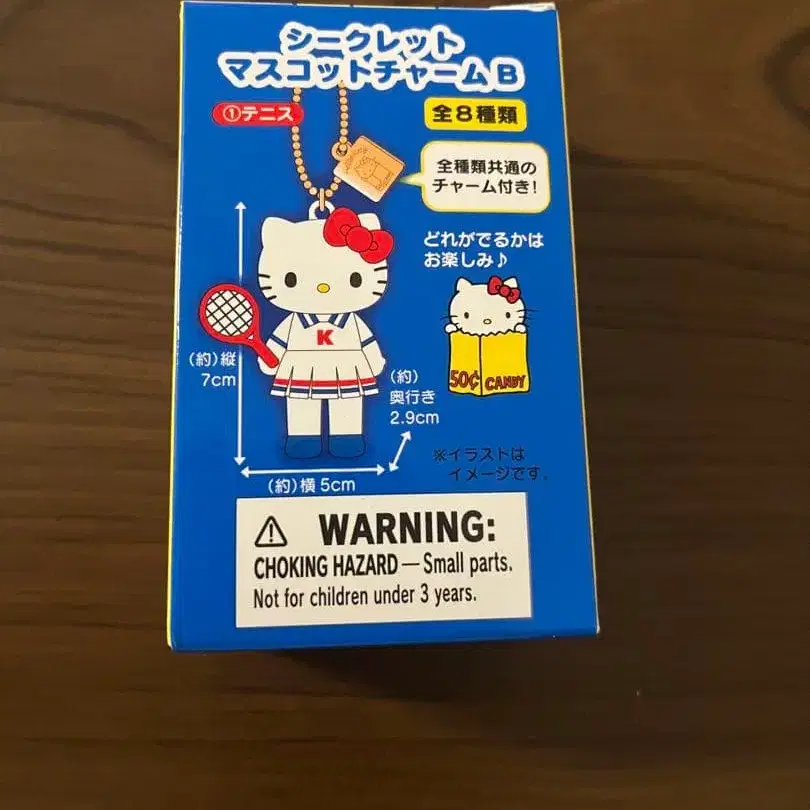 シークレット
マスコットチャームB
①テニス
全8種類
全種類共通の
チャーム付き!
どれがでるかは
お楽しみ♪
K
50¢ CANDY
(約)縦
7cm
(約)
奥行き
2.9cm
(約)横5cm
※イラストは
イメージです。
⚠ WARNING:
CHOKING HAZARD — Small parts.
Not for children under 3 years.